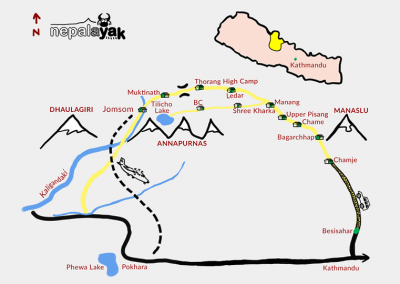 N
nepalayak
Kathmandu
Thorang High Camp
Muktinath
Ledar
Tilicho
Lake
BC
Manang
Jomsom
Shree Kharka
Upper Pisang
DHAULAGIRI
MANASLU
Chame
Bagarchhap
ANNAPURNAS
Chamje
Kaligandaki
Besisahar
Phewa Lake
Pokhara
Kathmandu